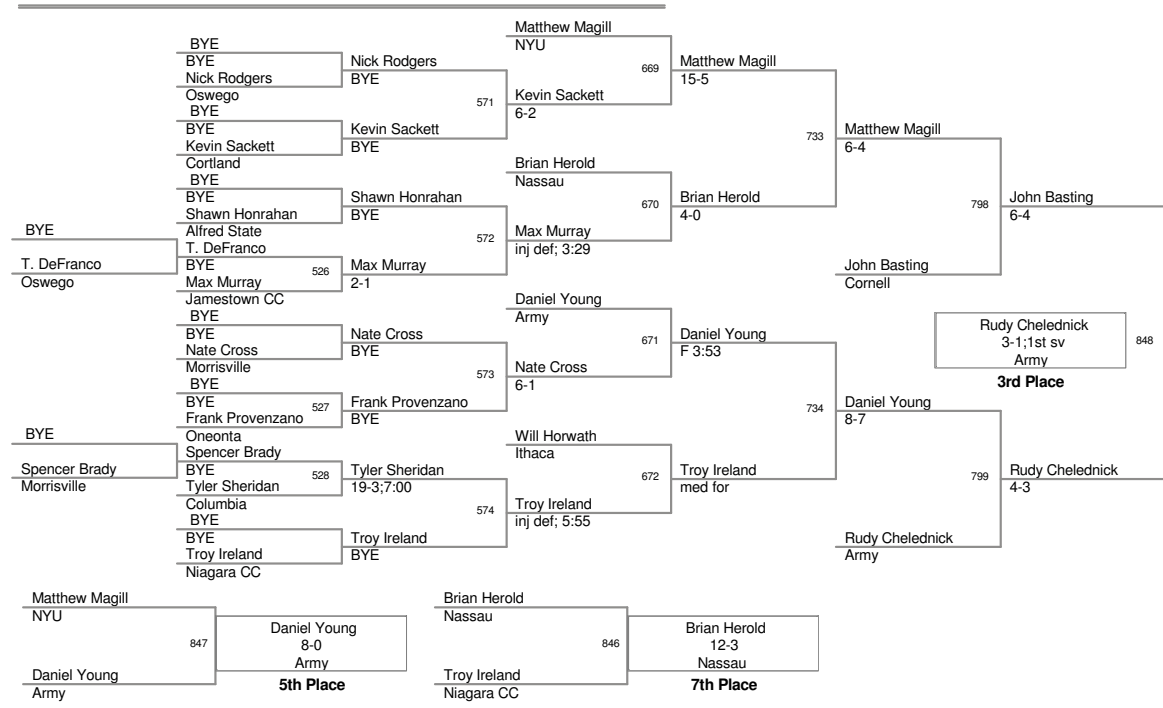 BYE
T. DeFranco
Oswego
BYE
Spencer Brady
Morrisville
BYE
BYE
Nick Rodgers
Oswego
BYE
BYE
Kevin Sackett
Cortland
BYE
BYE
Shawn Honrahan
Alfred State
T. DeFranco
BYE
526
Max Murray
Jamestown CC
BYE
BYE
Nate Cross
Morrisville
BYE
BYE
527
Frank Provenzano
Oneonta
Spencer Brady
BYE
528
Tyler Sheridan
Columbia
BYE
BYE
Troy Ireland
Niagara CC
Nick Rodgers
BYE
571
Kevin Sackett
BYE
Shawn Honrahan
BYE
572
Max Murray
2-1
Nate Cross
BYE
573
Frank Provenzano
BYE
Tyler Sheridan
19-3;7:00
574
Troy Ireland
BYE
Matthew Magill
NYU
669
Kevin Sackett
6-2
Brian Herold
Nassau
670
Max Murray
inj def; 3:29
Daniel Young
Army
671
Nate Cross
6-1
Will Horwath
Ithaca
672
Troy Ireland
inj def; 5:55
Matthew Magill
15-5
733
Brian Herold
4-0
Daniel Young
F 3:53
734
Troy Ireland
med for
Matthew Magill
6-4
798
John Basting
Cornell
Daniel Young
8-7
799
Rudy Chelednick
Army
John Basting
6-4
Rudy Chelednick
4-3
Rudy Chelednick
3-1;1st sv
848
Army
3rd Place
Matthew Magill
NYU
847
Daniel Young
Army
Daniel Young
8-0
Army
5th Place
Brian Herold
Nassau
846
Troy Ireland
Niagara CC
Brian Herold
12-3
Nassau
7th Place